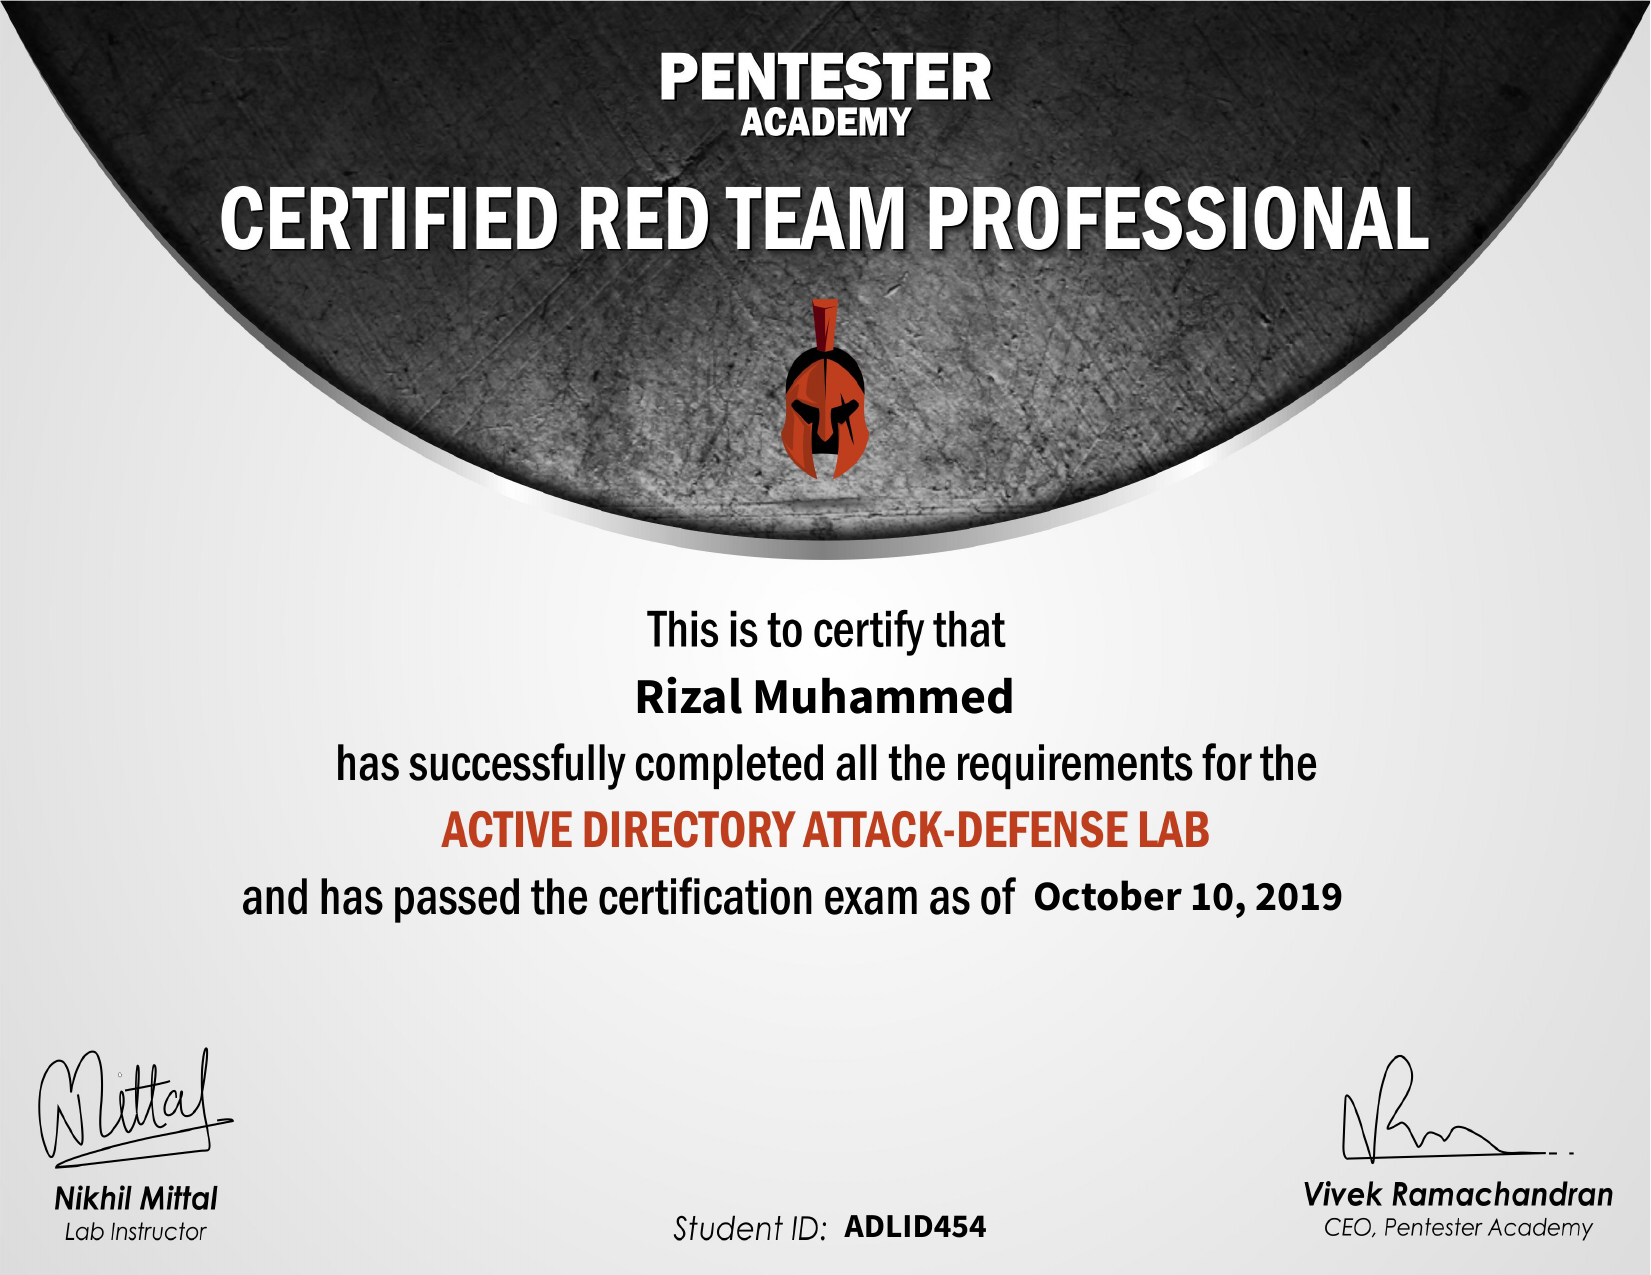 PENTESTER
ACADEMY
CERTIFIED RED TEAM PROFESSIONAL
This is to certify that
Rizal Muhammed
has successfully completed all the requirements for the
ACTIVE DIRECTORY ATTACK-DEFENSE LAB
and has passed the certification exam as of October 10, 2019
Mittal
Nikhil Mittal
Lab Instructor
Student ID: ADLID454
Vivek Ramachandran
CEO, Pentester Academy